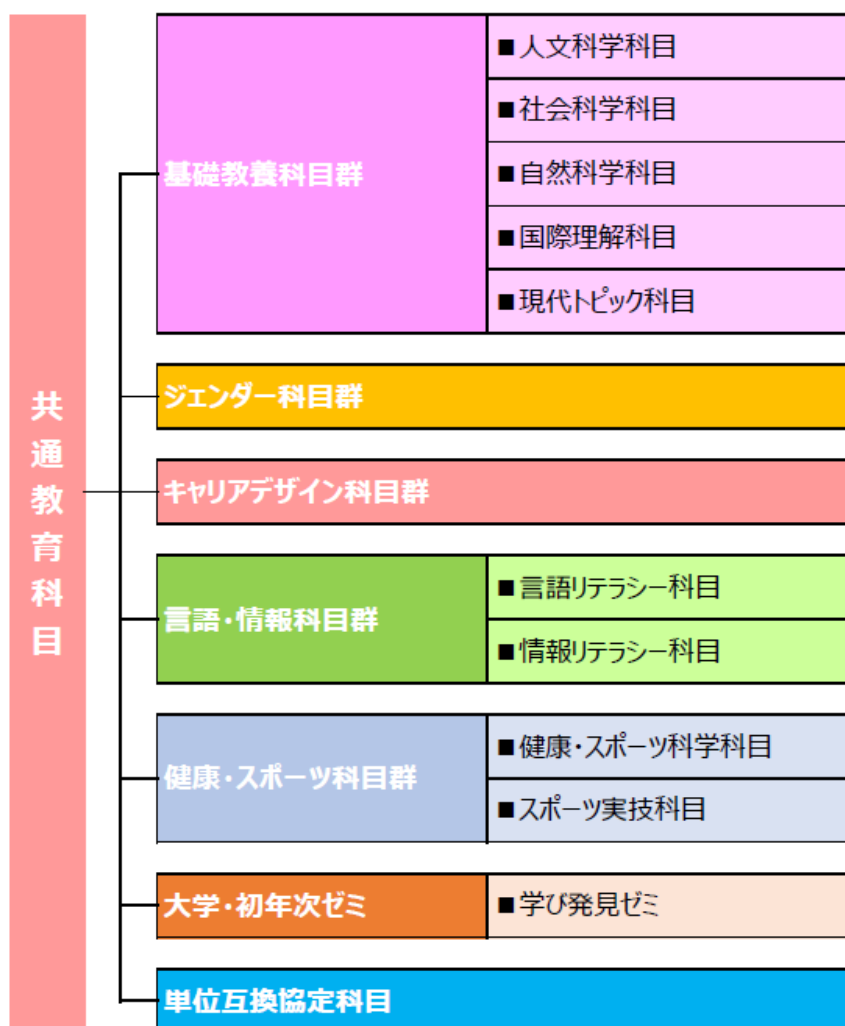 共通教育科目
基礎教養科目群
■人文科学科目
■社会科学科目
■自然科学科目
■国際理解科目
■現代トピック科目
ジェンダー科目群
キャリアデザイン科目群
言語・情報科目群
■言語リテラシー科目
■情報リテラシー科目
健康・スポーツ科目群
■健康・スポーツ科学科目
■スポーツ実技科目
大学・初年次ゼミ
■学び発見ゼミ
単位互換協定科目